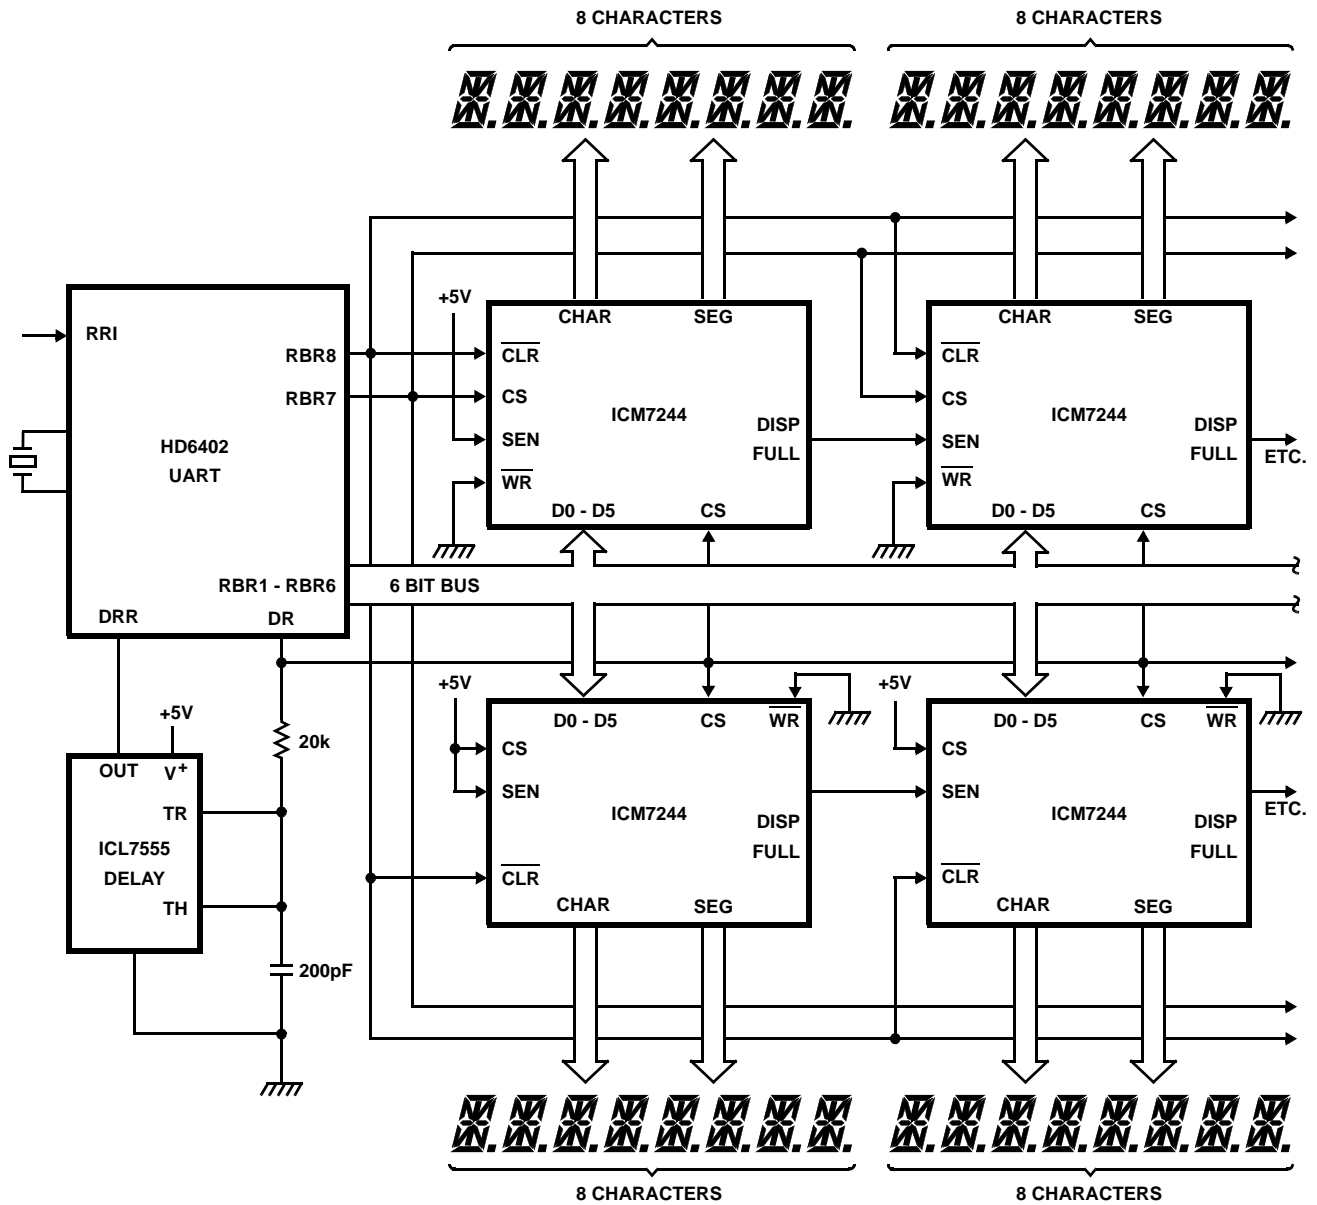 8 CHARACTERS
8 CHARACTERS
HD6402
UART
RRI
RBR8
RBR7
RBR1 - RBR6
DRR
DR
6 BIT BUS
+5V
CHAR
SEG
CLR
CS
SEN
WR
ICM7244
DISP
FULL
D0 - D5
CS
CHAR
SEG
CLR
CS
SEN
WR
ICM7244
DISP
FULL
D0 - D5
CS
ETC.
+5V
20k
OUT
V+
TR
TH
ICL7555
DELAY
200pF
+5V
D0 - D5
CS
WR
CS
SEN
ICM7244
DISP
FULL
CLR
CHAR
SEG
+5V
D0 - D5
CS
WR
CS
SEN
ICM7244
DISP
FULL
CLR
CHAR
SEG
ETC.
8 CHARACTERS
8 CHARACTERS